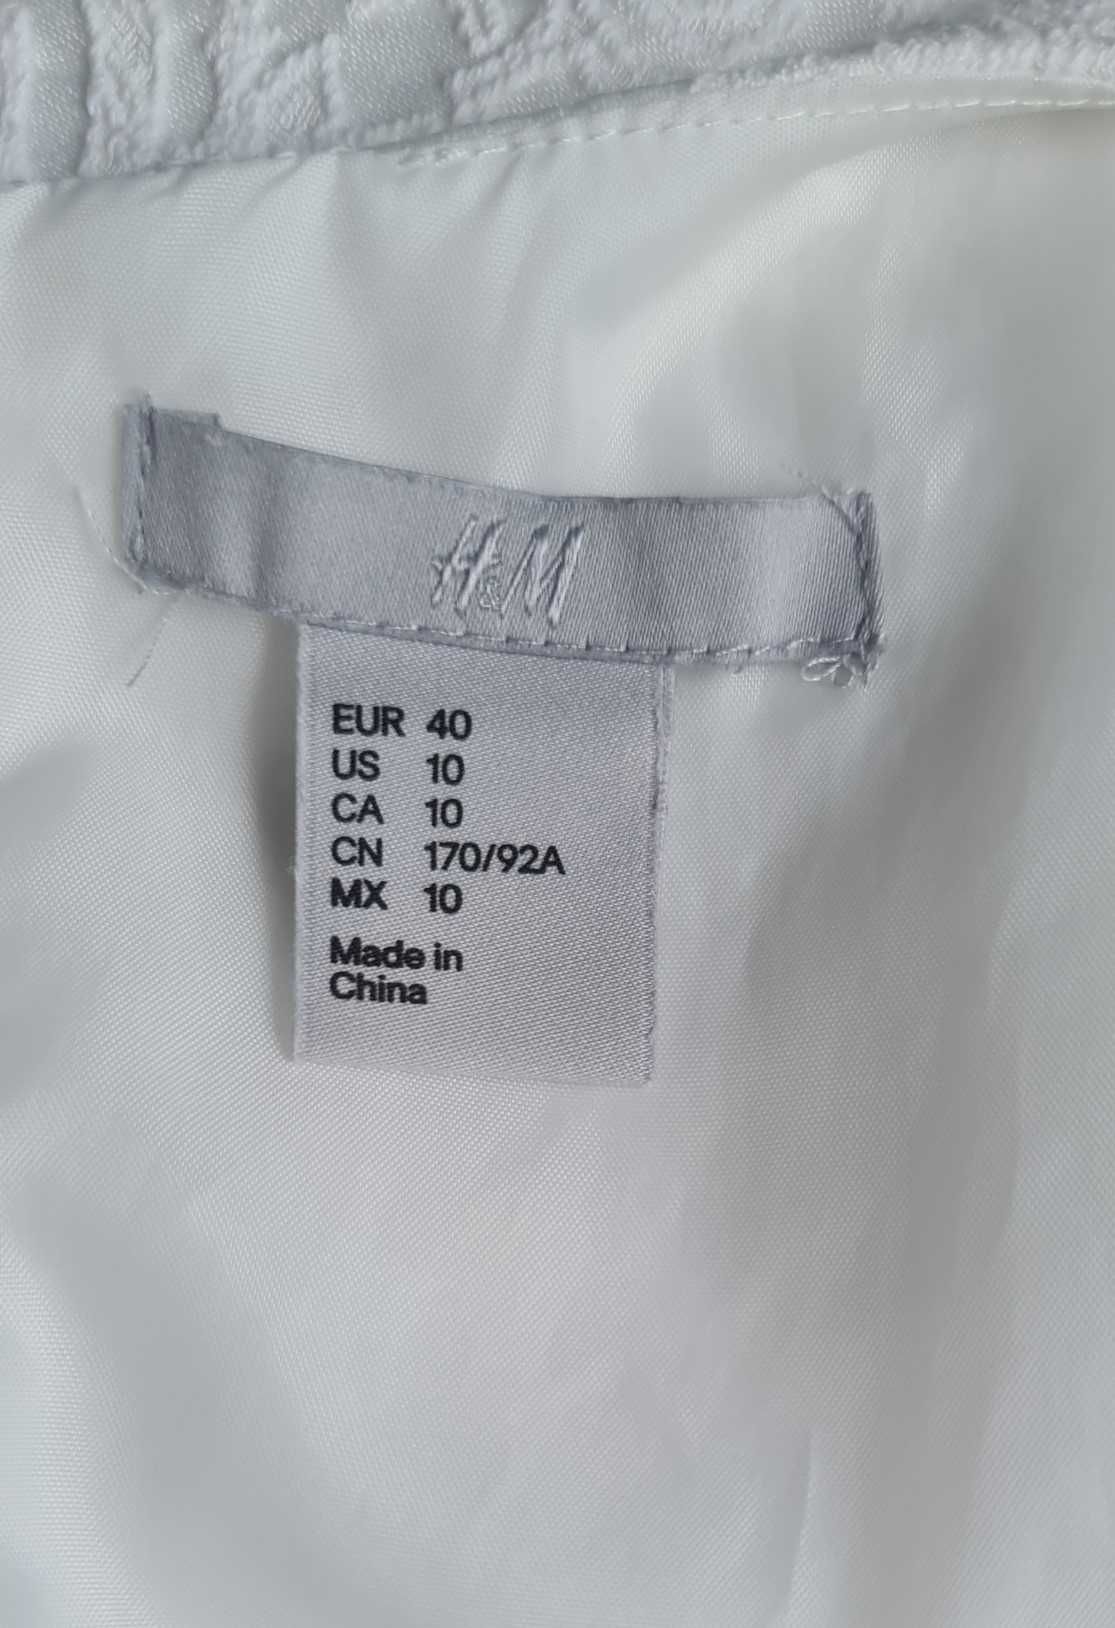 H&M
EUR 40
US 10
CA 10
CN 170/92A
MX 10
Made in
China